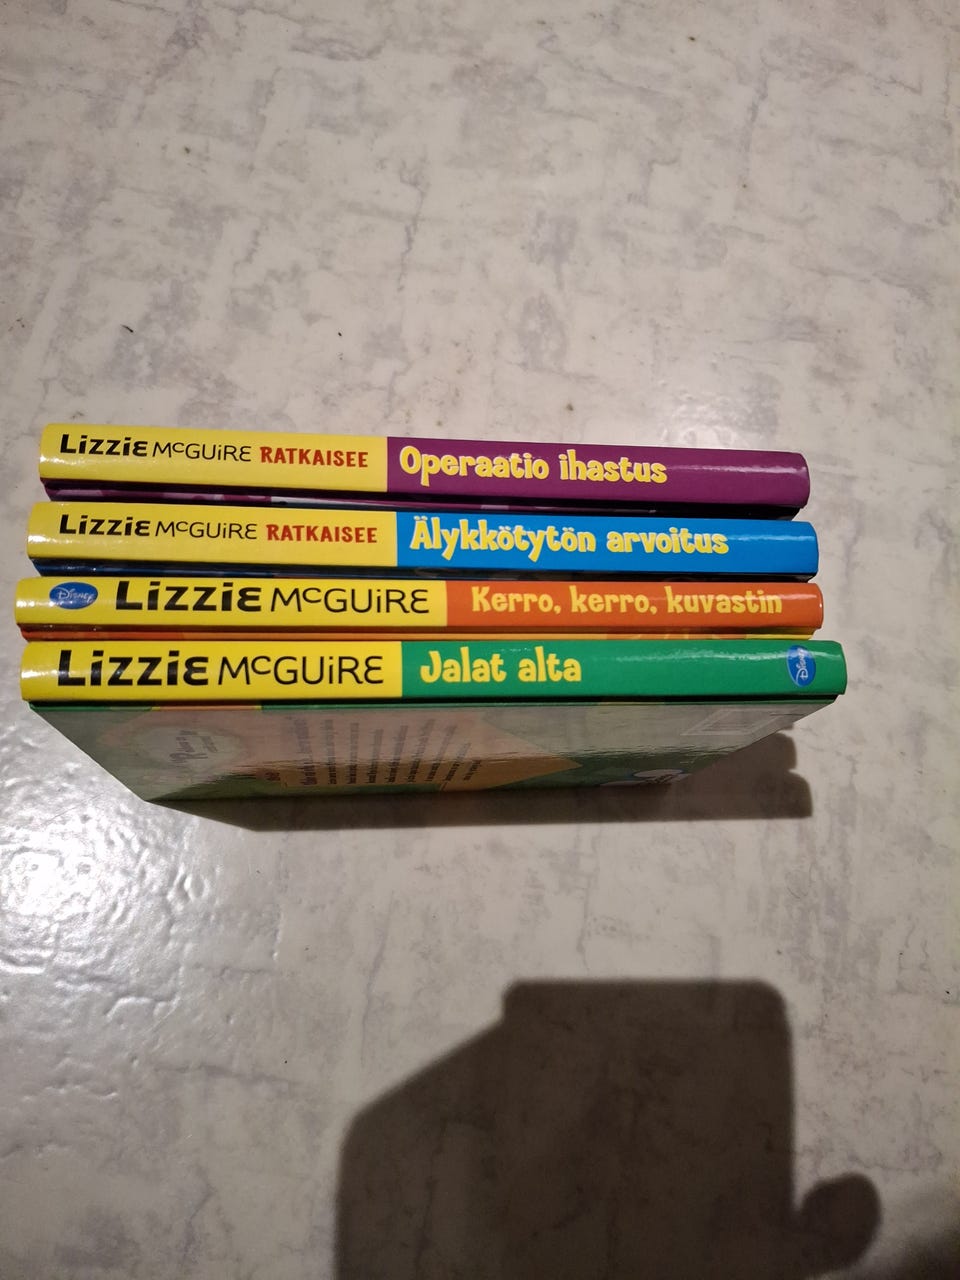 Lizzie McGUiRE RATKAISEE Operaatio ihastus
Lizzie McGUiRE RATKAISEE Älykkötytön arvoitus
Disney Lizzie McGUiRE Kerro, kerro, kuvastin
Lizzie McGUiRE Jalat alta Disney